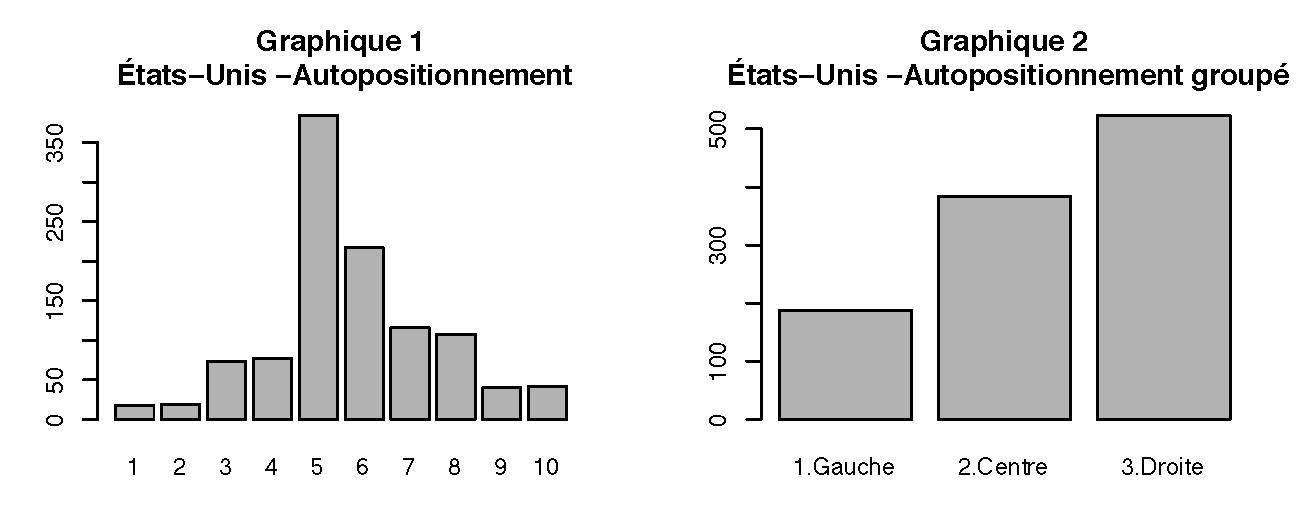 Graphique 1
États–Unis –Autopositionnement
350
250
150
50
0
1 2 3 4 5 6 7 8 9 10
Graphique 2
États–Unis –Autopositionnement groupé
500
300
100
0
1.Gauche 2.Centre 3.Droite